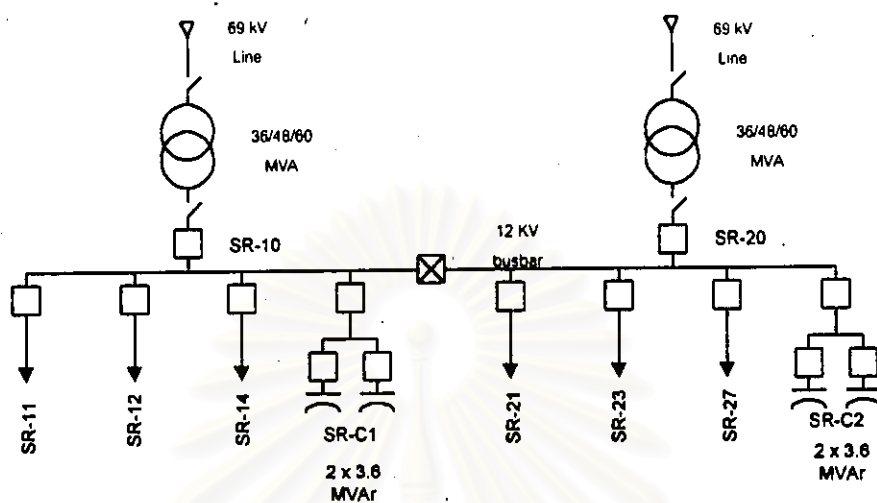 69 kV
Line
69 kV
Line
36/48/60
MVA
36/48/60
MVA
SR-10
12 KV
busbar
SR-20
SR-11
SR-12
SR-14
SR-C1
2 x 3.6
MVAr
SR-21
SR-23
SR-27
SR-C2
2 x 3.6
MVAr